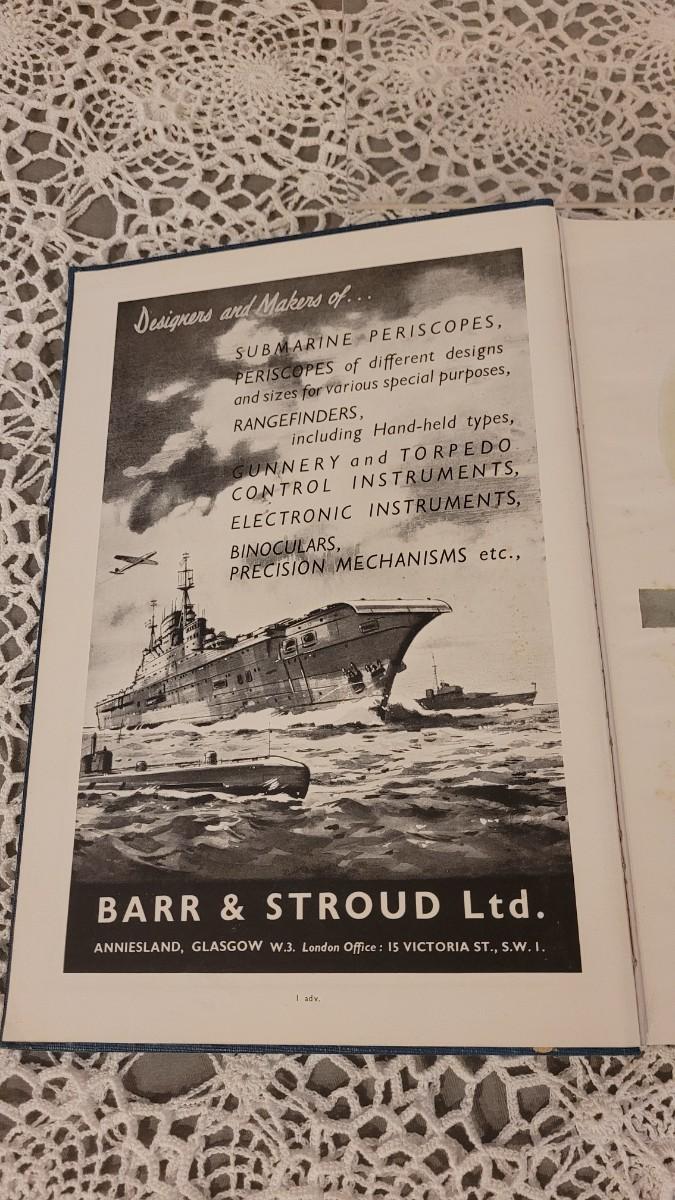 Designers and Makers of...
SUBMARINE PERISCOPES,
PERISCOPES of different designs
and sizes for various special purposes,
RANGEFINDERS,
including Hand-held types,
GUNNERY and TORPEDO
CONTROL INSTRUMENTS,
ELECTRONIC INSTRUMENTS,
BINOCULARS,
PRECISION MECHANISMS etc.,
BARR & STROUD Ltd.
ANNIESLAND, GLASGOW W.3. London Office: 15 VICTORIA ST., S.W.1.
1 adv.